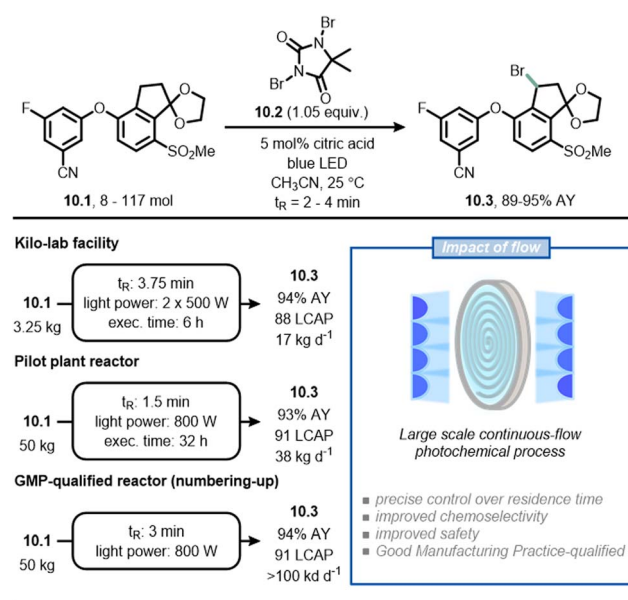 Br
O
N
N
Br
O
10.2 (1.05 equiv.)
5 mol% citric acid
blue LED
CH₃CN, 25 °C
tR = 2 - 4 min
F
O
O
O
CN
SO₂Me
10.1, 8 - 117 mol
Br
F
O
O
O
CN
SO₂Me
10.3, 89-95% AY
Kilo-lab facility
10.1
3.25 kg
tR: 3.75 min
light power: 2 x 500 W
exec. time: 6 h
10.3
94% AY
88 LCAP
17 kg d⁻¹
Pilot plant reactor
10.1
50 kg
tR: 1.5 min
light power: 800 W
exec. time: 32 h
10.3
93% AY
91 LCAP
38 kg d⁻¹
GMP-qualified reactor (numbering-up)
10.1
50 kg
tR: 3 min
light power: 800 W
10.3
94% AY
91 LCAP
>100 kd d⁻¹
Impact of flow
Large scale continuous-flow
photochemical process
■ precise control over residence time
■ improved chemoselectivity
■ improved safety
■ Good Manufacturing Practice-qualified